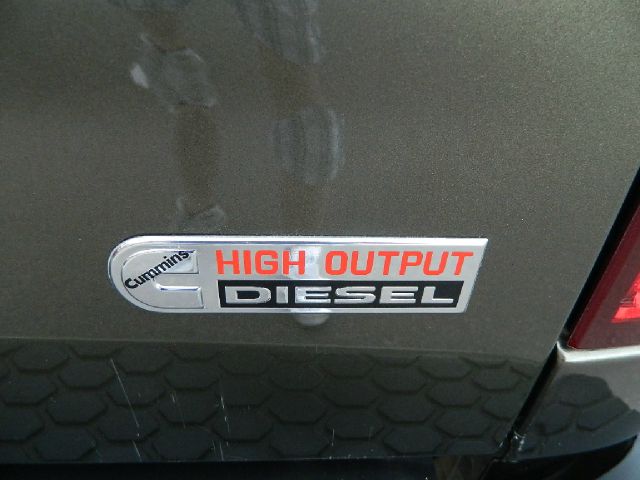 Cummins
HIGH OUTPUT
DIESEL